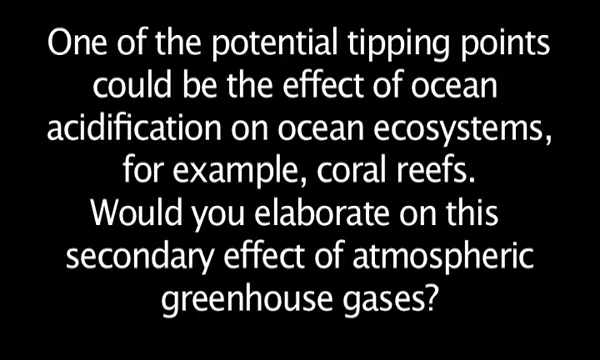 One of the potential tipping points
could be the effect of ocean
acidification on ocean ecosystems,
for example, coral reefs.
Would you elaborate on this
secondary effect of atmospheric
greenhouse gases?